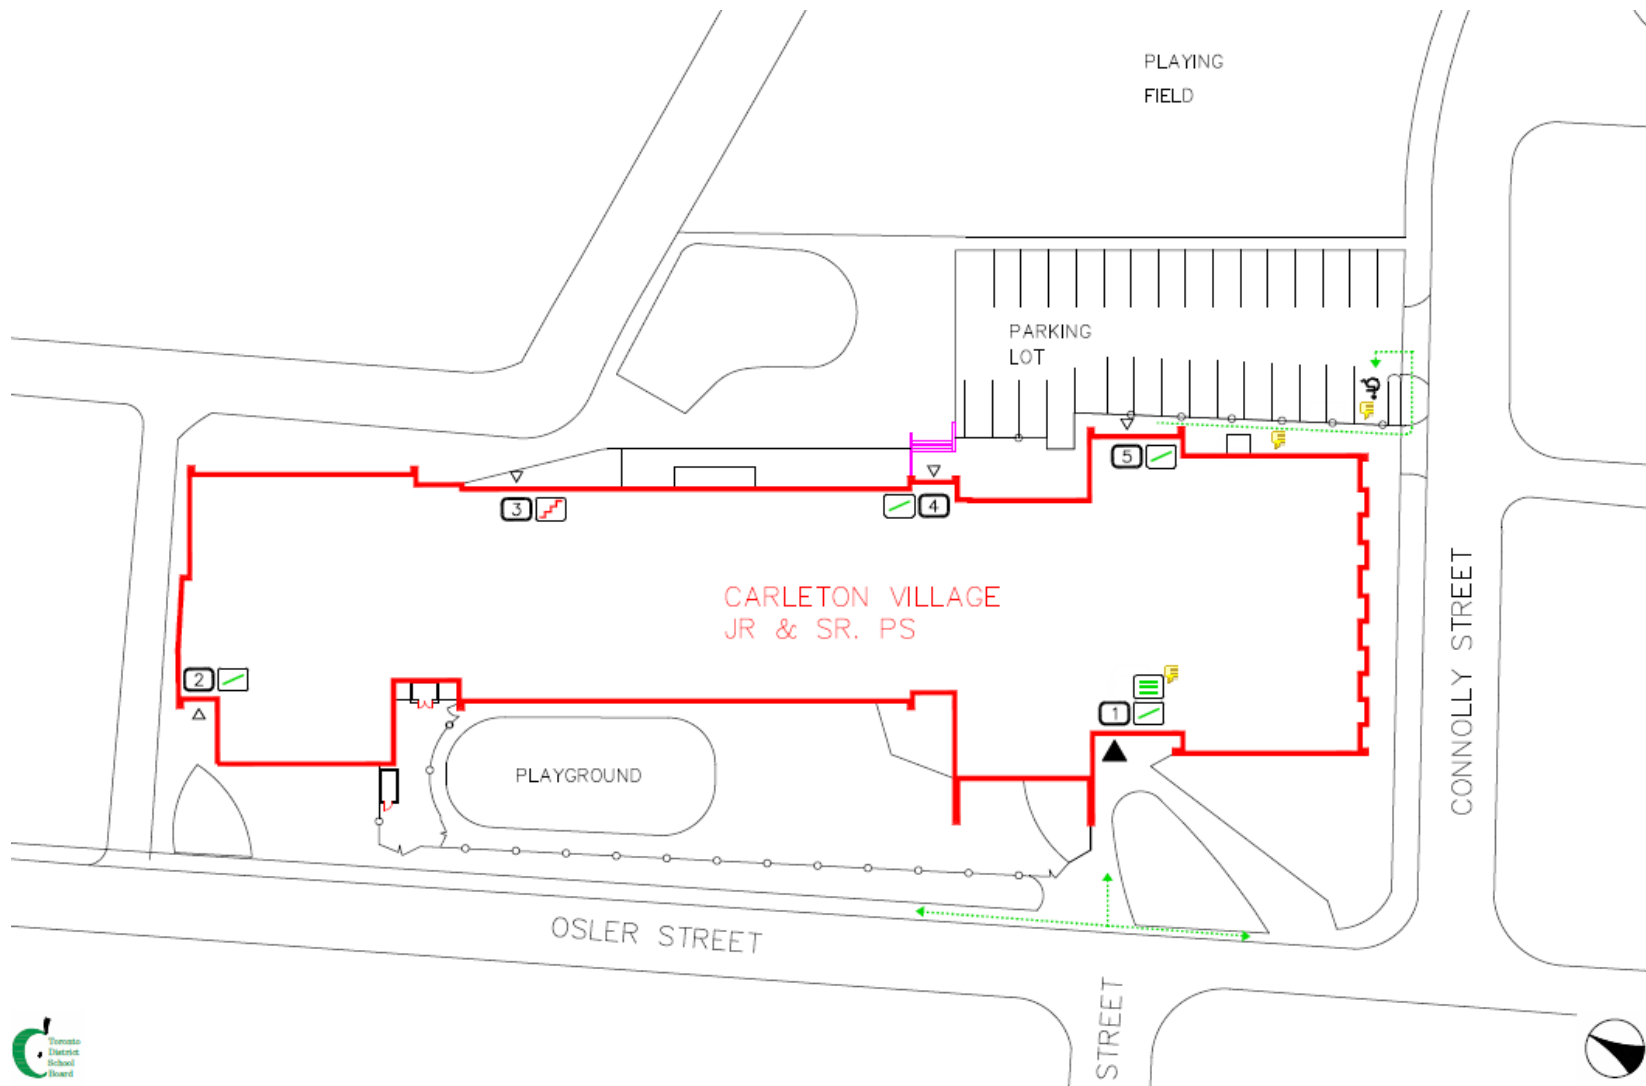 PLAYING
FIELD
PARKING
LOT
5
3
4
CARLETON VILLAGE
JR & SR. PS
2
1
CONNOLLY STREET
PLAYGROUND
OSLER STREET
STREET
Toronto
District
School
Board